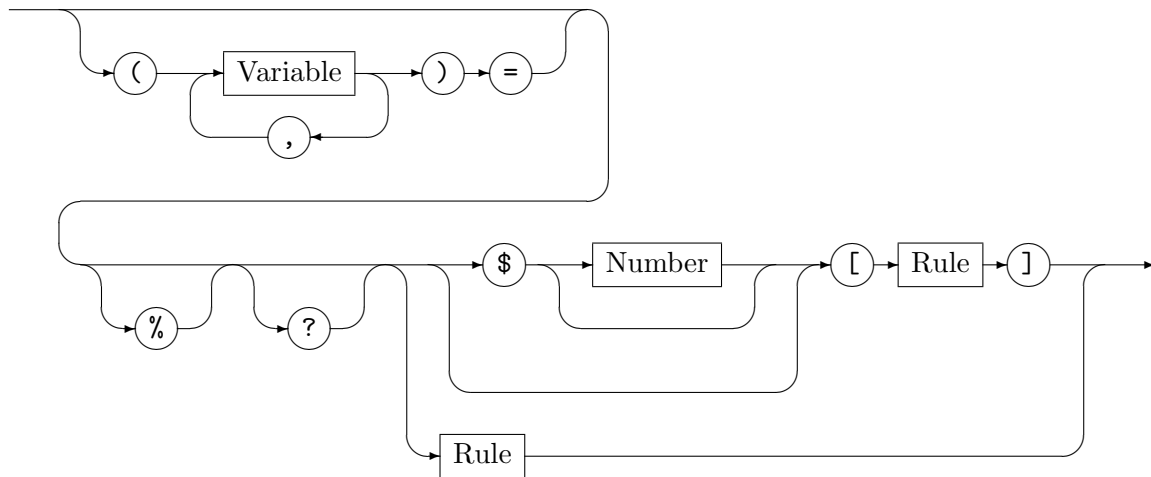 ( Variable ) =
,
$ Number [ Rule ]
% ?
Rule